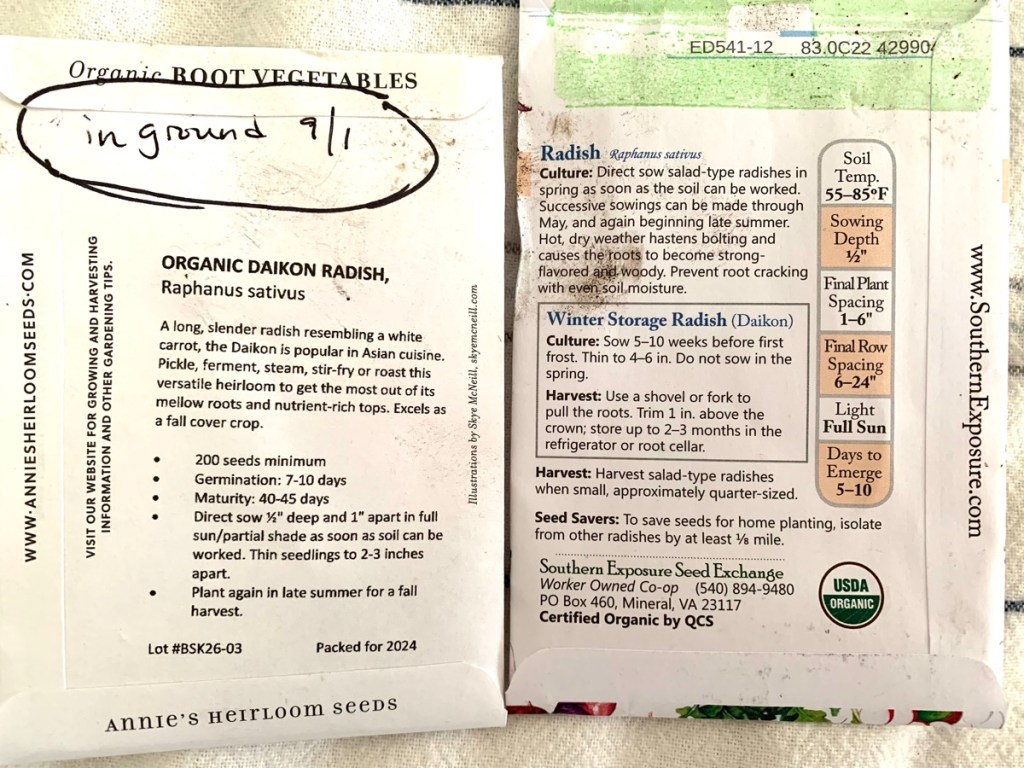 Organic ROOT VEGETABLES
in ground 9/1
WWW.ANNIESHEIRLOOMSEEDS.COM
VISIT OUR WEBSITE FOR GROWING AND HARVESTING
INFORMATION AND OTHER GARDENING TIPS.
ORGANIC DAIKON RADISH,
Raphanus sativus
A long, slender radish resembling a white
carrot, the Daikon is popular in Asian cuisine.
Pickle, ferment, steam, stir-fry or roast this
versatile heirloom to get the most out of its
mellow roots and nutrient-rich tops. Excels as
a fall cover crop.
• 200 seeds minimum
• Germination: 7-10 days
• Maturity: 40-45 days
• Direct sow ½" deep and 1" apart in full
sun/partial shade as soon as soil can be
worked. Thin seedlings to 2-3 inches
apart.
• Plant again in late summer for a fall
harvest.
Lot #BSK26-03 Packed for 2024
Illustrations by Skye McNeill, skyemcneill.com
ANNIE'S HEIRLOOM SEEDS
ED541-12 83.0C22 42990
Radish Raphanus sativus
Culture: Direct sow salad-type radishes in
spring as soon as the soil can be worked.
Successive sowings can be made through
May, and again beginning late summer.
Hot, dry weather hastens bolting and
causes the roots to become strong-
flavored and woody. Prevent root cracking
with even soil moisture.
Winter Storage Radish (Daikon)
Culture: Sow 5–10 weeks before first
frost. Thin to 4–6 in. Do not sow in the
spring.
Harvest: Use a shovel or fork to
pull the roots. Trim 1 in. above the
crown; store up to 2–3 months in the
refrigerator or root cellar.
Harvest: Harvest salad-type radishes
when small, approximately quarter-sized.
Seed Savers: To save seeds for home planting, isolate
from other radishes by at least ⅛ mile.
Southern Exposure Seed Exchange
Worker Owned Co-op (540) 894-9480
PO Box 460, Mineral, VA 23117
Certified Organic by QCS
Soil
Temp.
55–85°F
Sowing
Depth
½"
Final Plant
Spacing
1–6"
Final Row
Spacing
6–24"
Light
Full Sun
Days to
Emerge
5–10
USDA
ORGANIC
www.SouthernExposure.com